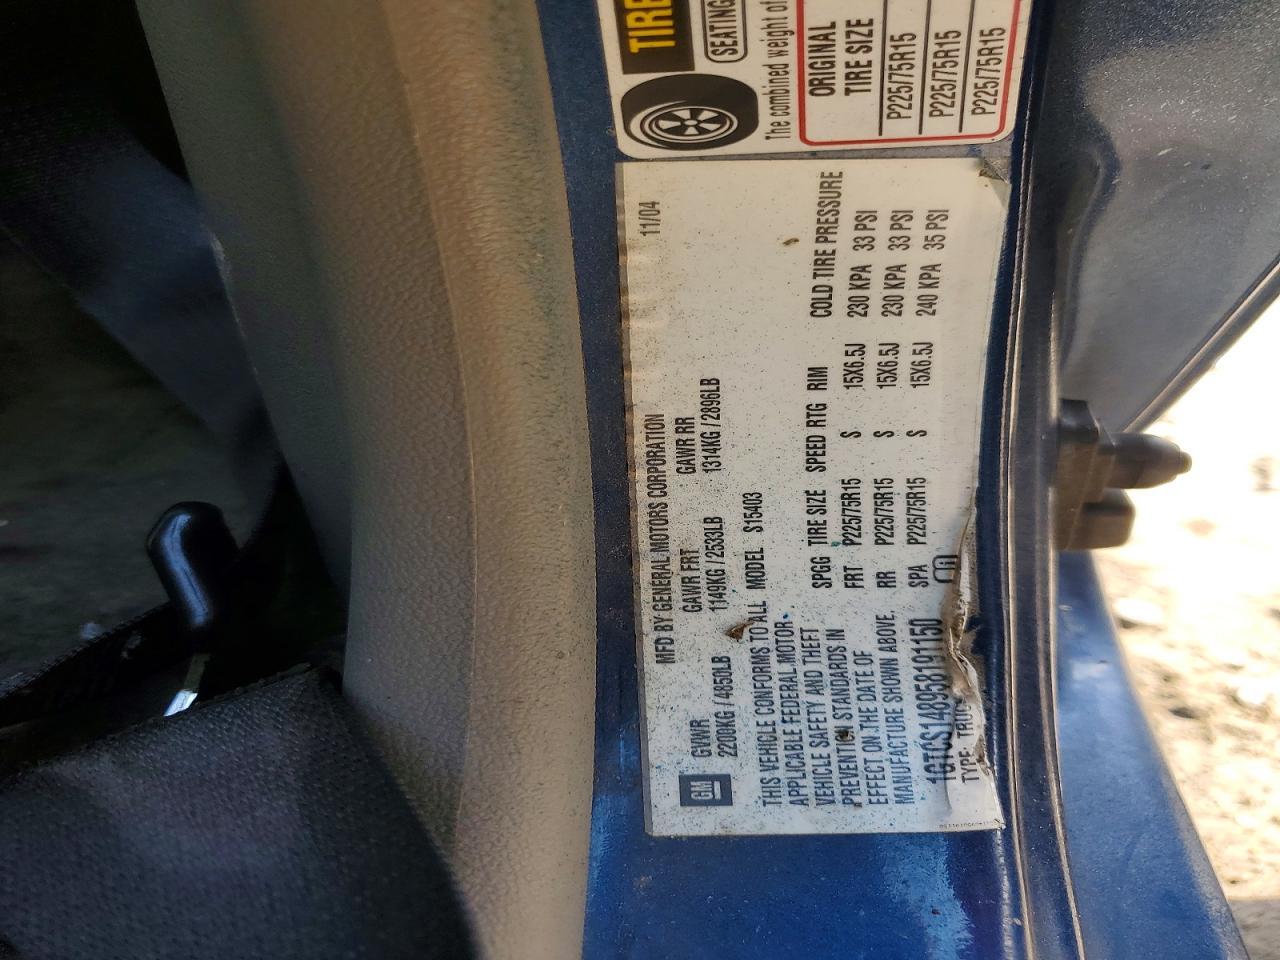 TIRE
SEATING
The combined weight of
ORIGINAL
TIRE SIZE
P225/75R15
P225/75R15
P225/75R15
MFD BY GENERAL MOTORS CORPORATION 11/04
GM
GVWR GAWR FRT GAWR RR
2200KG / 4850LB 1149KG / 2533LB 1314KG / 2896LB
THIS VEHICLE CONFORMS TO ALL
APPLICABLE FEDERAL MOTOR
VEHICLE SAFETY AND THEFT
PREVENTION STANDARDS IN
EFFECT ON THE DATE OF
MANUFACTURE SHOWN ABOVE.
MODEL S15403
SPGG TIRE SIZE SPEED RTG RIM COLD TIRE PRESSURE
FRT P225/75R15 S 15X6.5J 230 KPA 33 PSI
RR P225/75R15 S 15X6.5J 230 KPA 33 PSI
SPA P225/75R15 S 15X6.5J 240 KPA 35 PSI
1GTCS148958191150
TYPE: TRUC